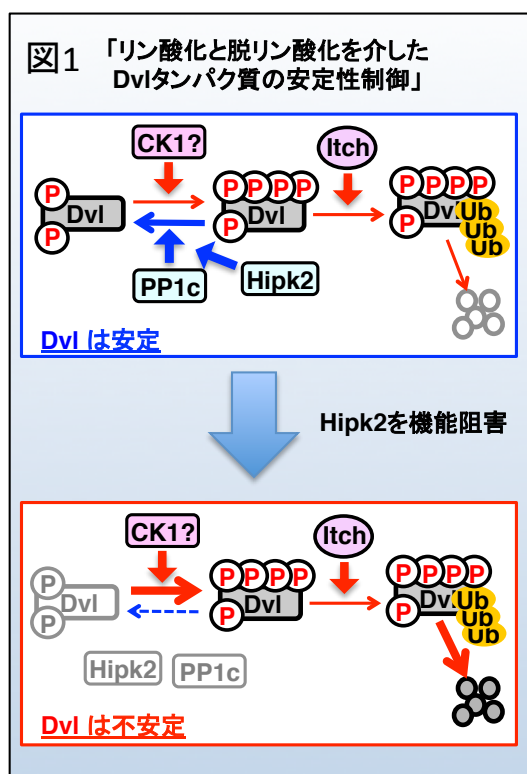 図1 「リン酸化と脱リン酸化を介した
Dvlタンパク質の安定性制御」
CK1?
Itch
P P P P P P P P P P
P Dvl P Dvl P Dvl Ub
Ub
Ub
PP1c
Hipk2
Dvl は安定
Hipk2を機能阻害
CK1?
Itch
P P P P P P P P P
P Dvl P Dvl P Dvl Ub
Ub
Ub
Hipk2 PP1c
Dvl は不安定